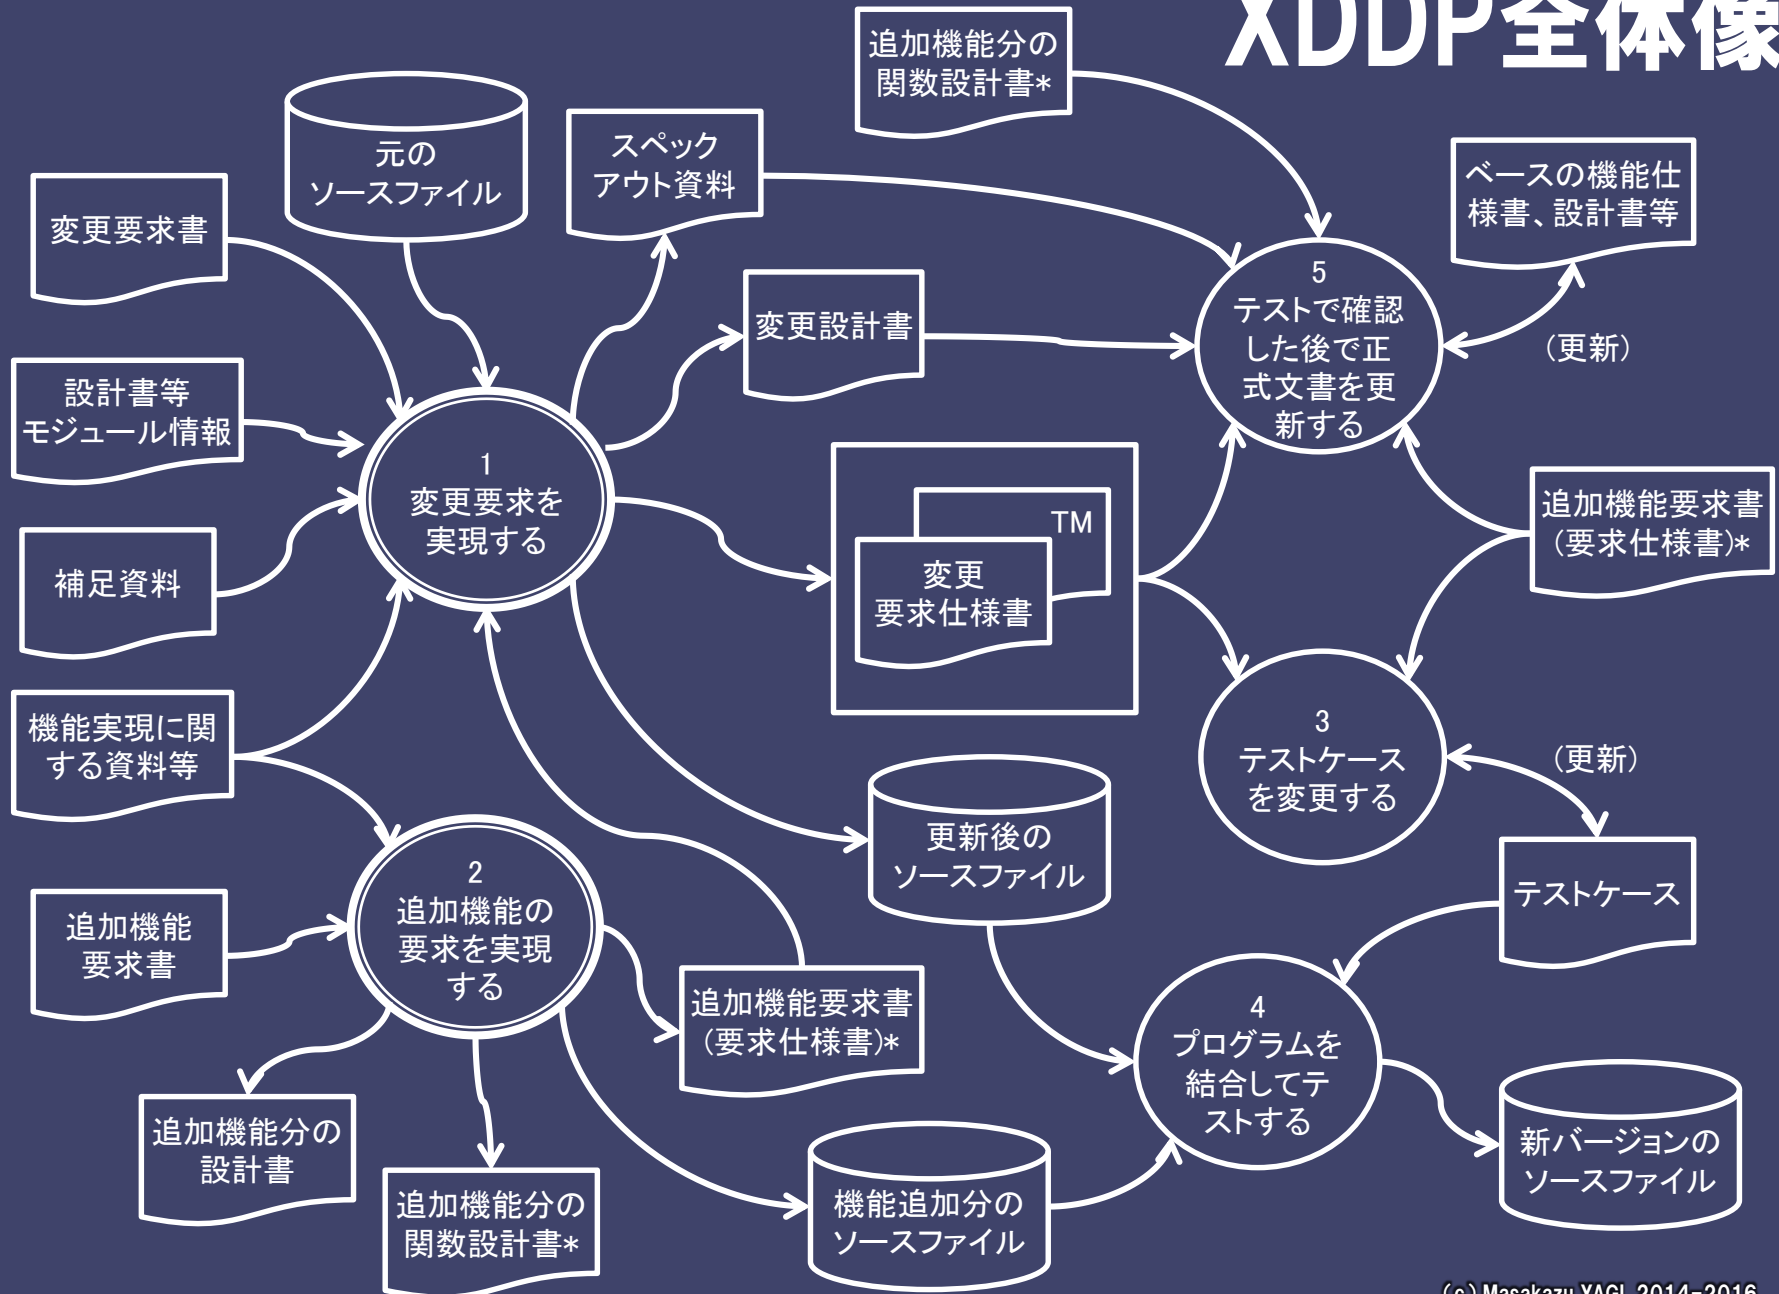 XDDP全体像
追加機能分の
関数設計書*
元の
ソースファイル
スペック
アウト資料
ベースの機能仕
様書、設計書等
変更要求書
5
テストで確認
した後で正
式文書を更
新する
変更設計書
(更新)
設計書等
モジュール情報
1
変更要求を
実現する
TM
変更
要求仕様書
追加機能要求書
(要求仕様書)*
補足資料
機能実現に関
する資料等
3
テストケース
を変更する
(更新)
更新後の
ソースファイル
2
追加機能の
要求を実現
する
テストケース
追加機能
要求書
追加機能要求書
(要求仕様書)*
4
プログラムを
結合してテ
ストする
追加機能分の
設計書
新バージョンの
ソースファイル
追加機能分の
関数設計書*
機能追加分の
ソースファイル
(c) Masakazu YAGI 2014-2016